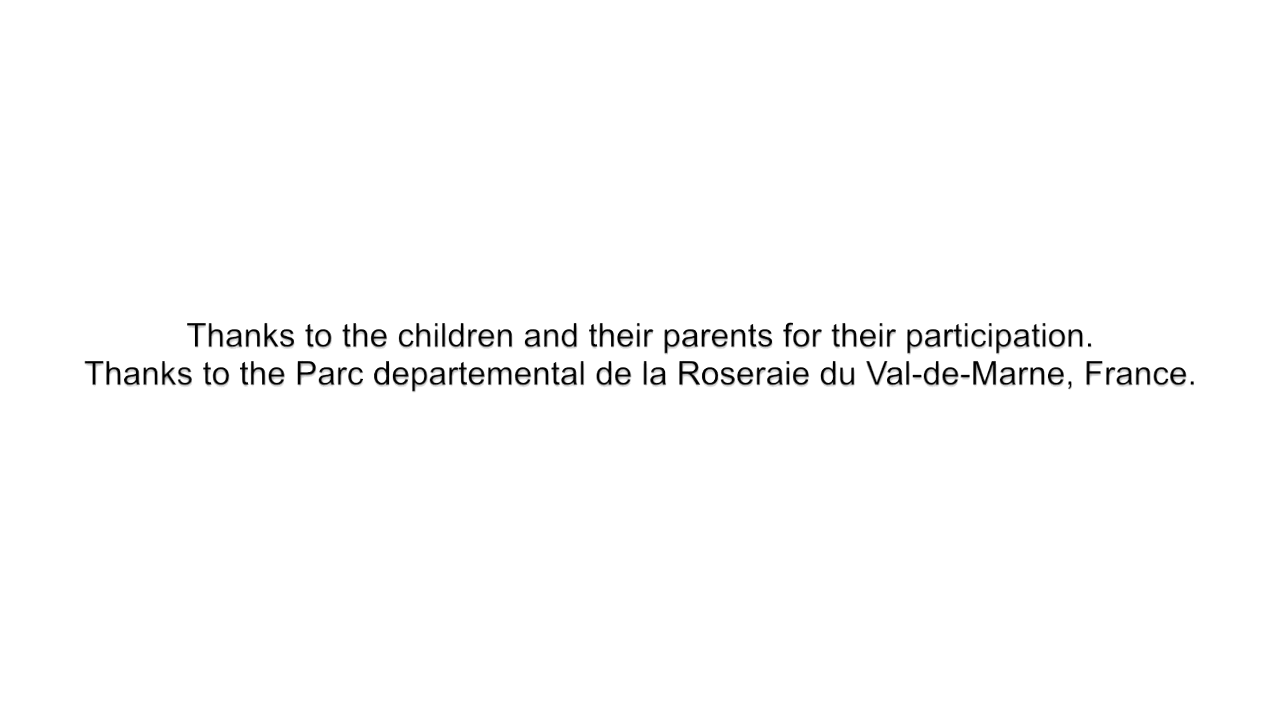 Thanks to the children and their parents for their participation.
Thanks to the Parc departemental de la Roseraie du Val-de-Marne, France.